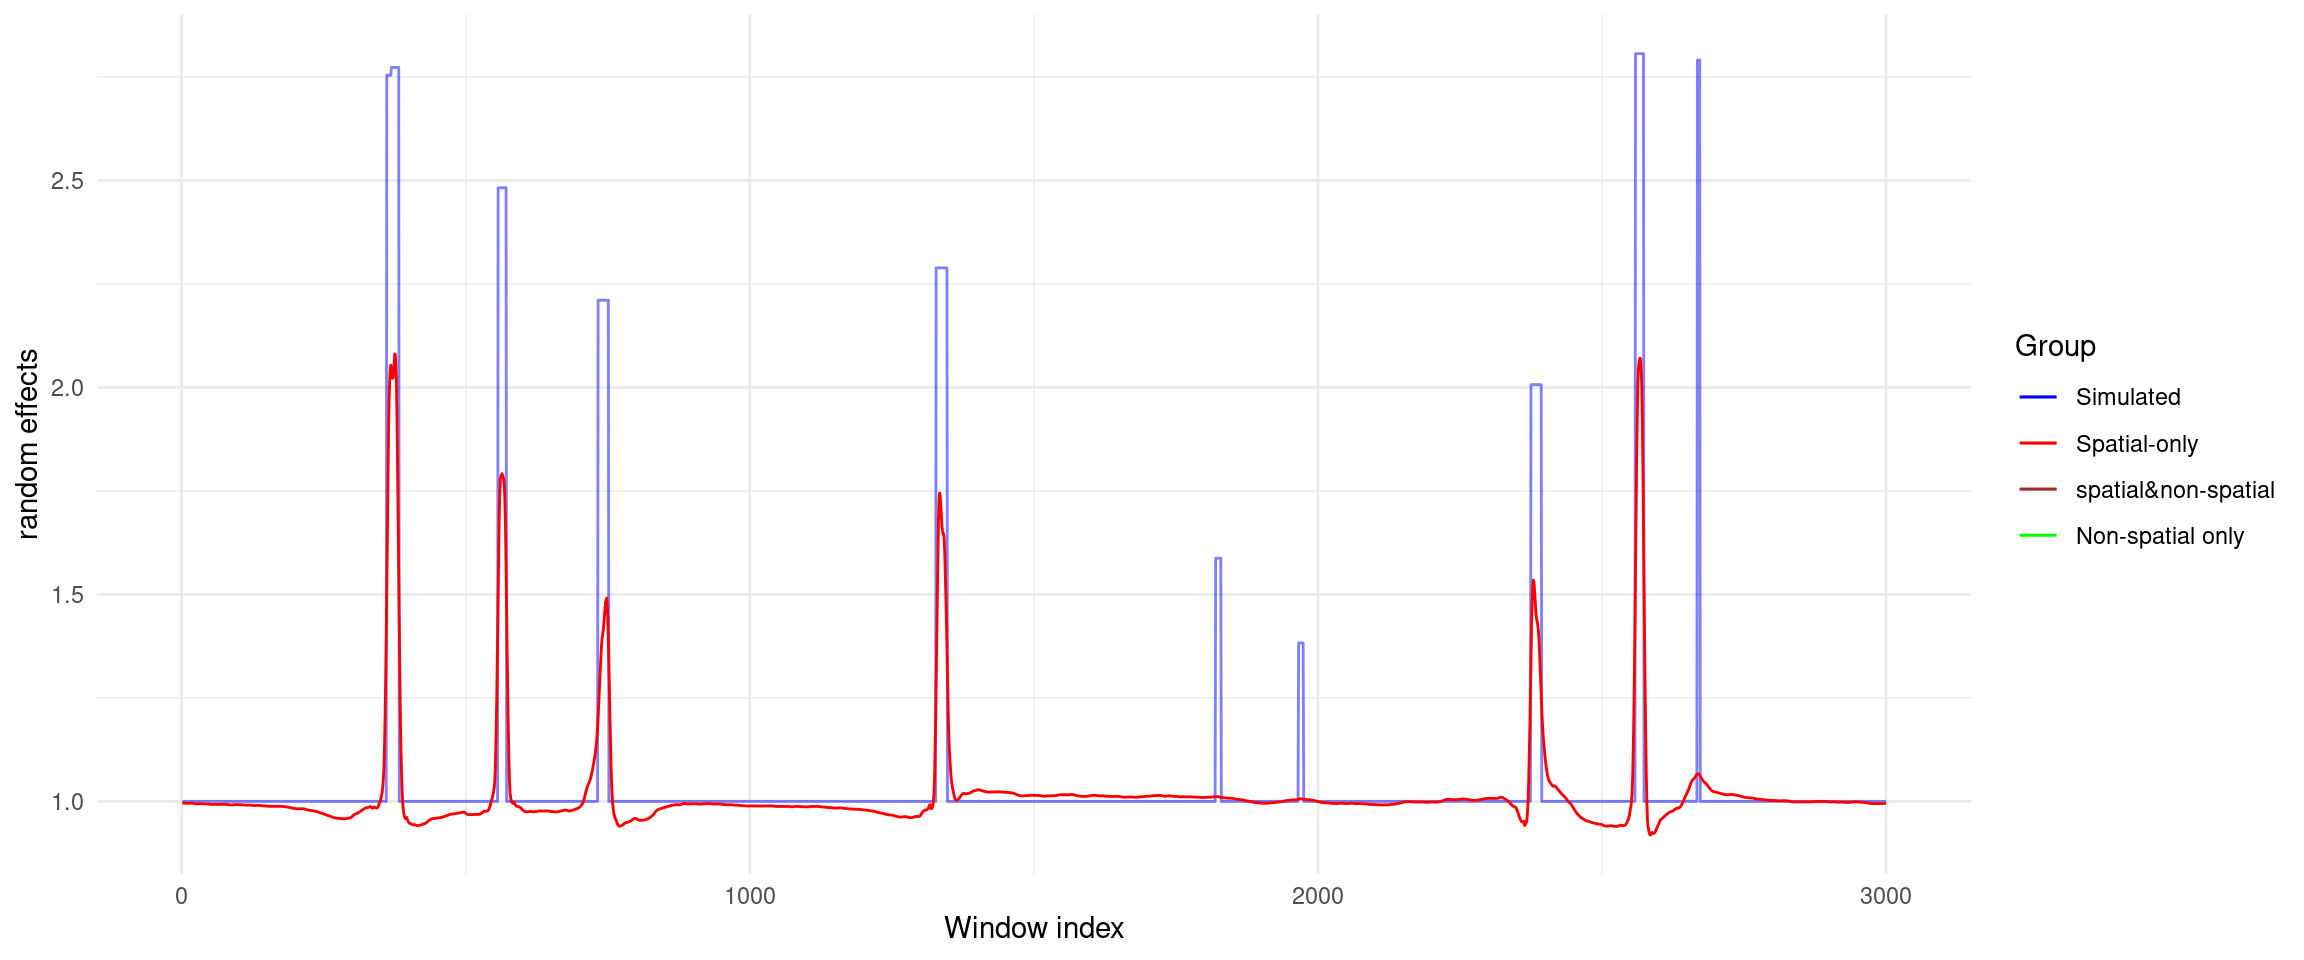 2.5
2.0
1.5
1.0
random effects
0
1000
2000
3000
Window index
Group
Simulated
Spatial-only
spatial&non-spatial
Non-spatial only